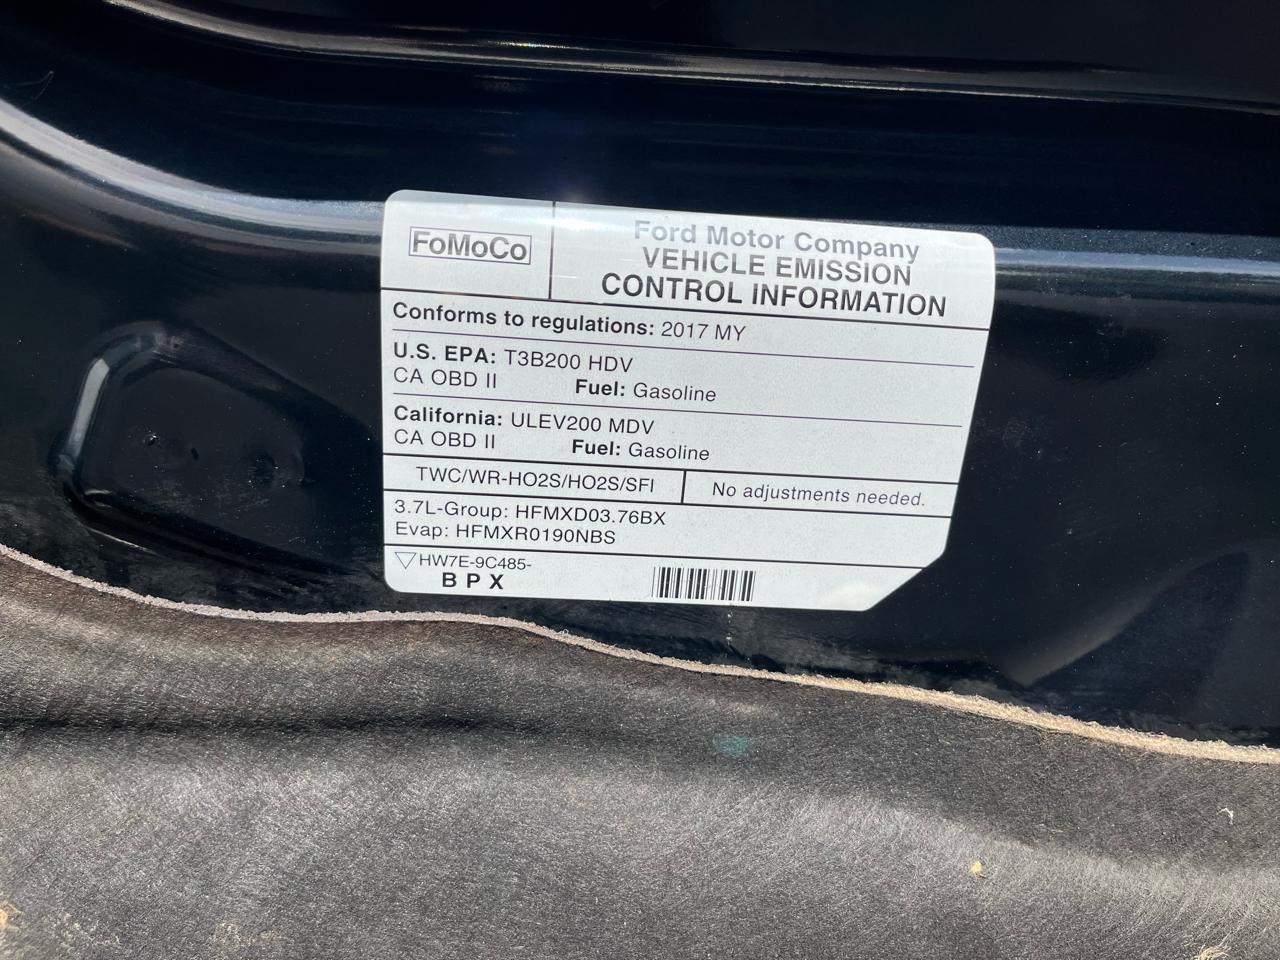 FoMoCo
Ford Motor Company
VEHICLE EMISSION
CONTROL INFORMATION
Conforms to regulations: 2017 MY
U.S. EPA: T3B200 HDV
CA OBD II Fuel: Gasoline
California: ULEV200 MDV
CA OBD II Fuel: Gasoline
TWC/WR-HO2S/HO2S/SFI
No adjustments needed.
3.7L-Group: HFMXD03.76BX
Evap: HFMXR0190NBS
HW7E-9C485-
BPX